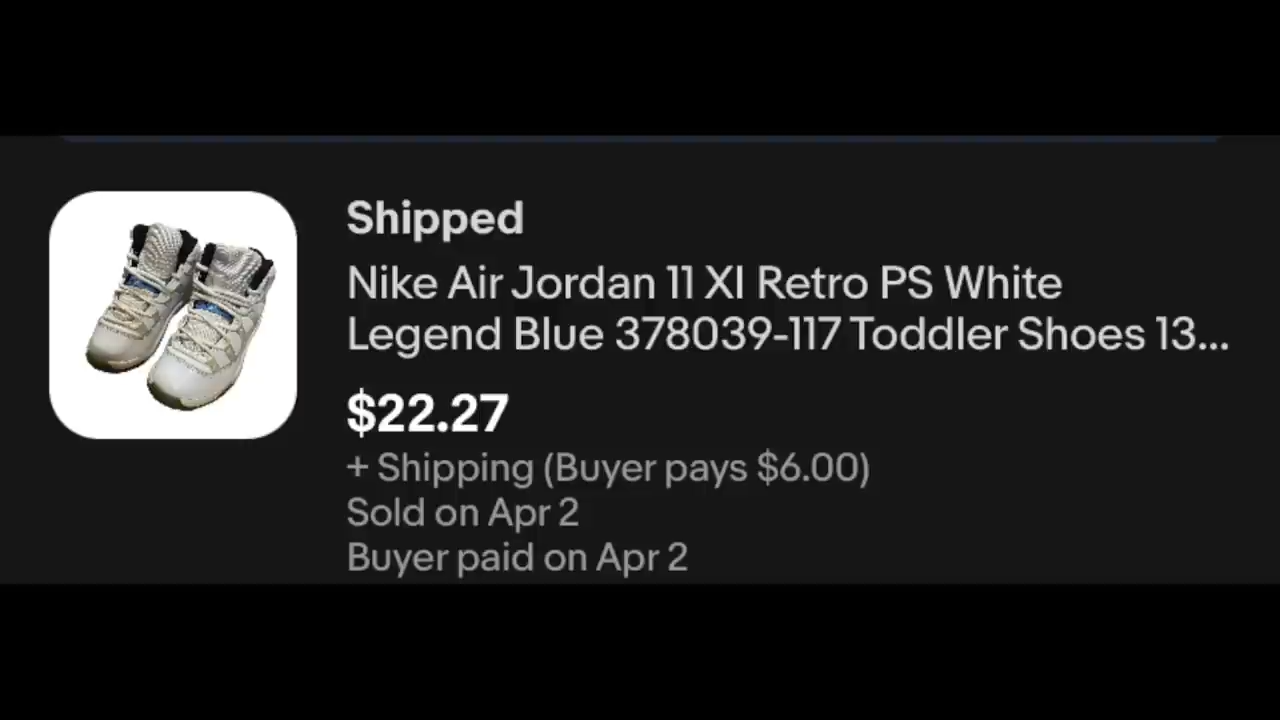 Shipped
Nike Air Jordan 11 XI Retro PS White
Legend Blue 378039-117 Toddler Shoes 13...
$22.27
+ Shipping (Buyer pays $6.00)
Sold on Apr 2
Buyer paid on Apr 2